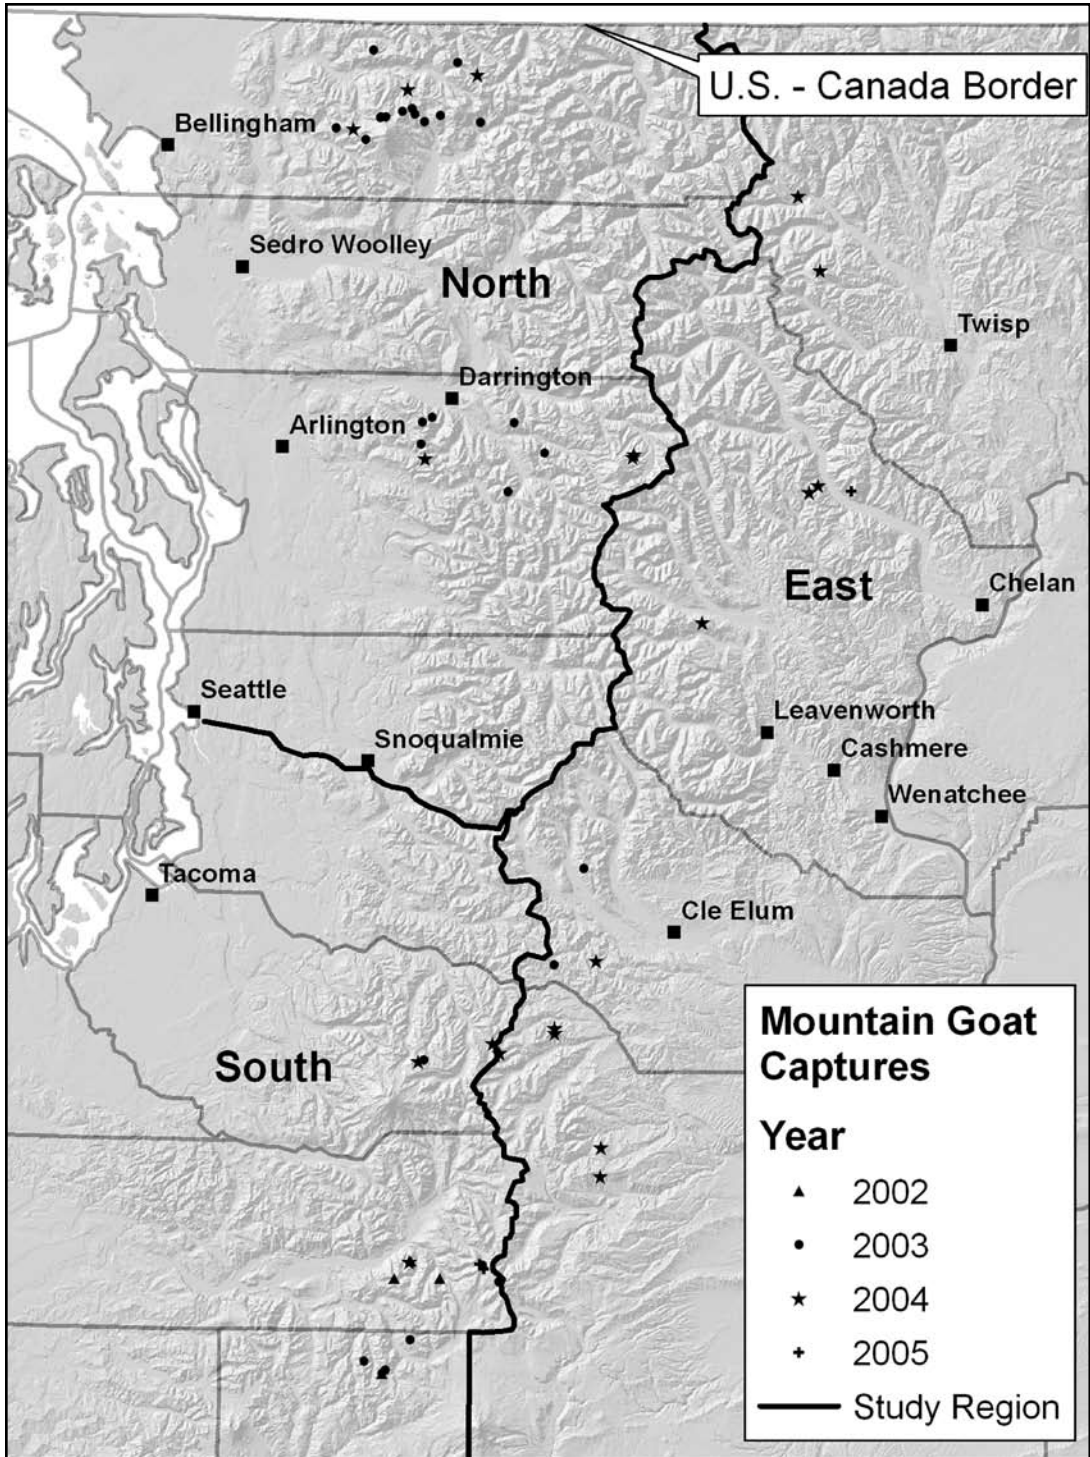 U.S. - Canada Border
Bellingham
Sedro Woolley
North
Twisp
Darrington
Arlington
East
Chelan
Seattle
Leavenworth
Snoqualmie
Cashmere
Wenatchee
Tacoma
Cle Elum
South
Mountain Goat
Captures
Year
2002
2003
2004
2005
Study Region